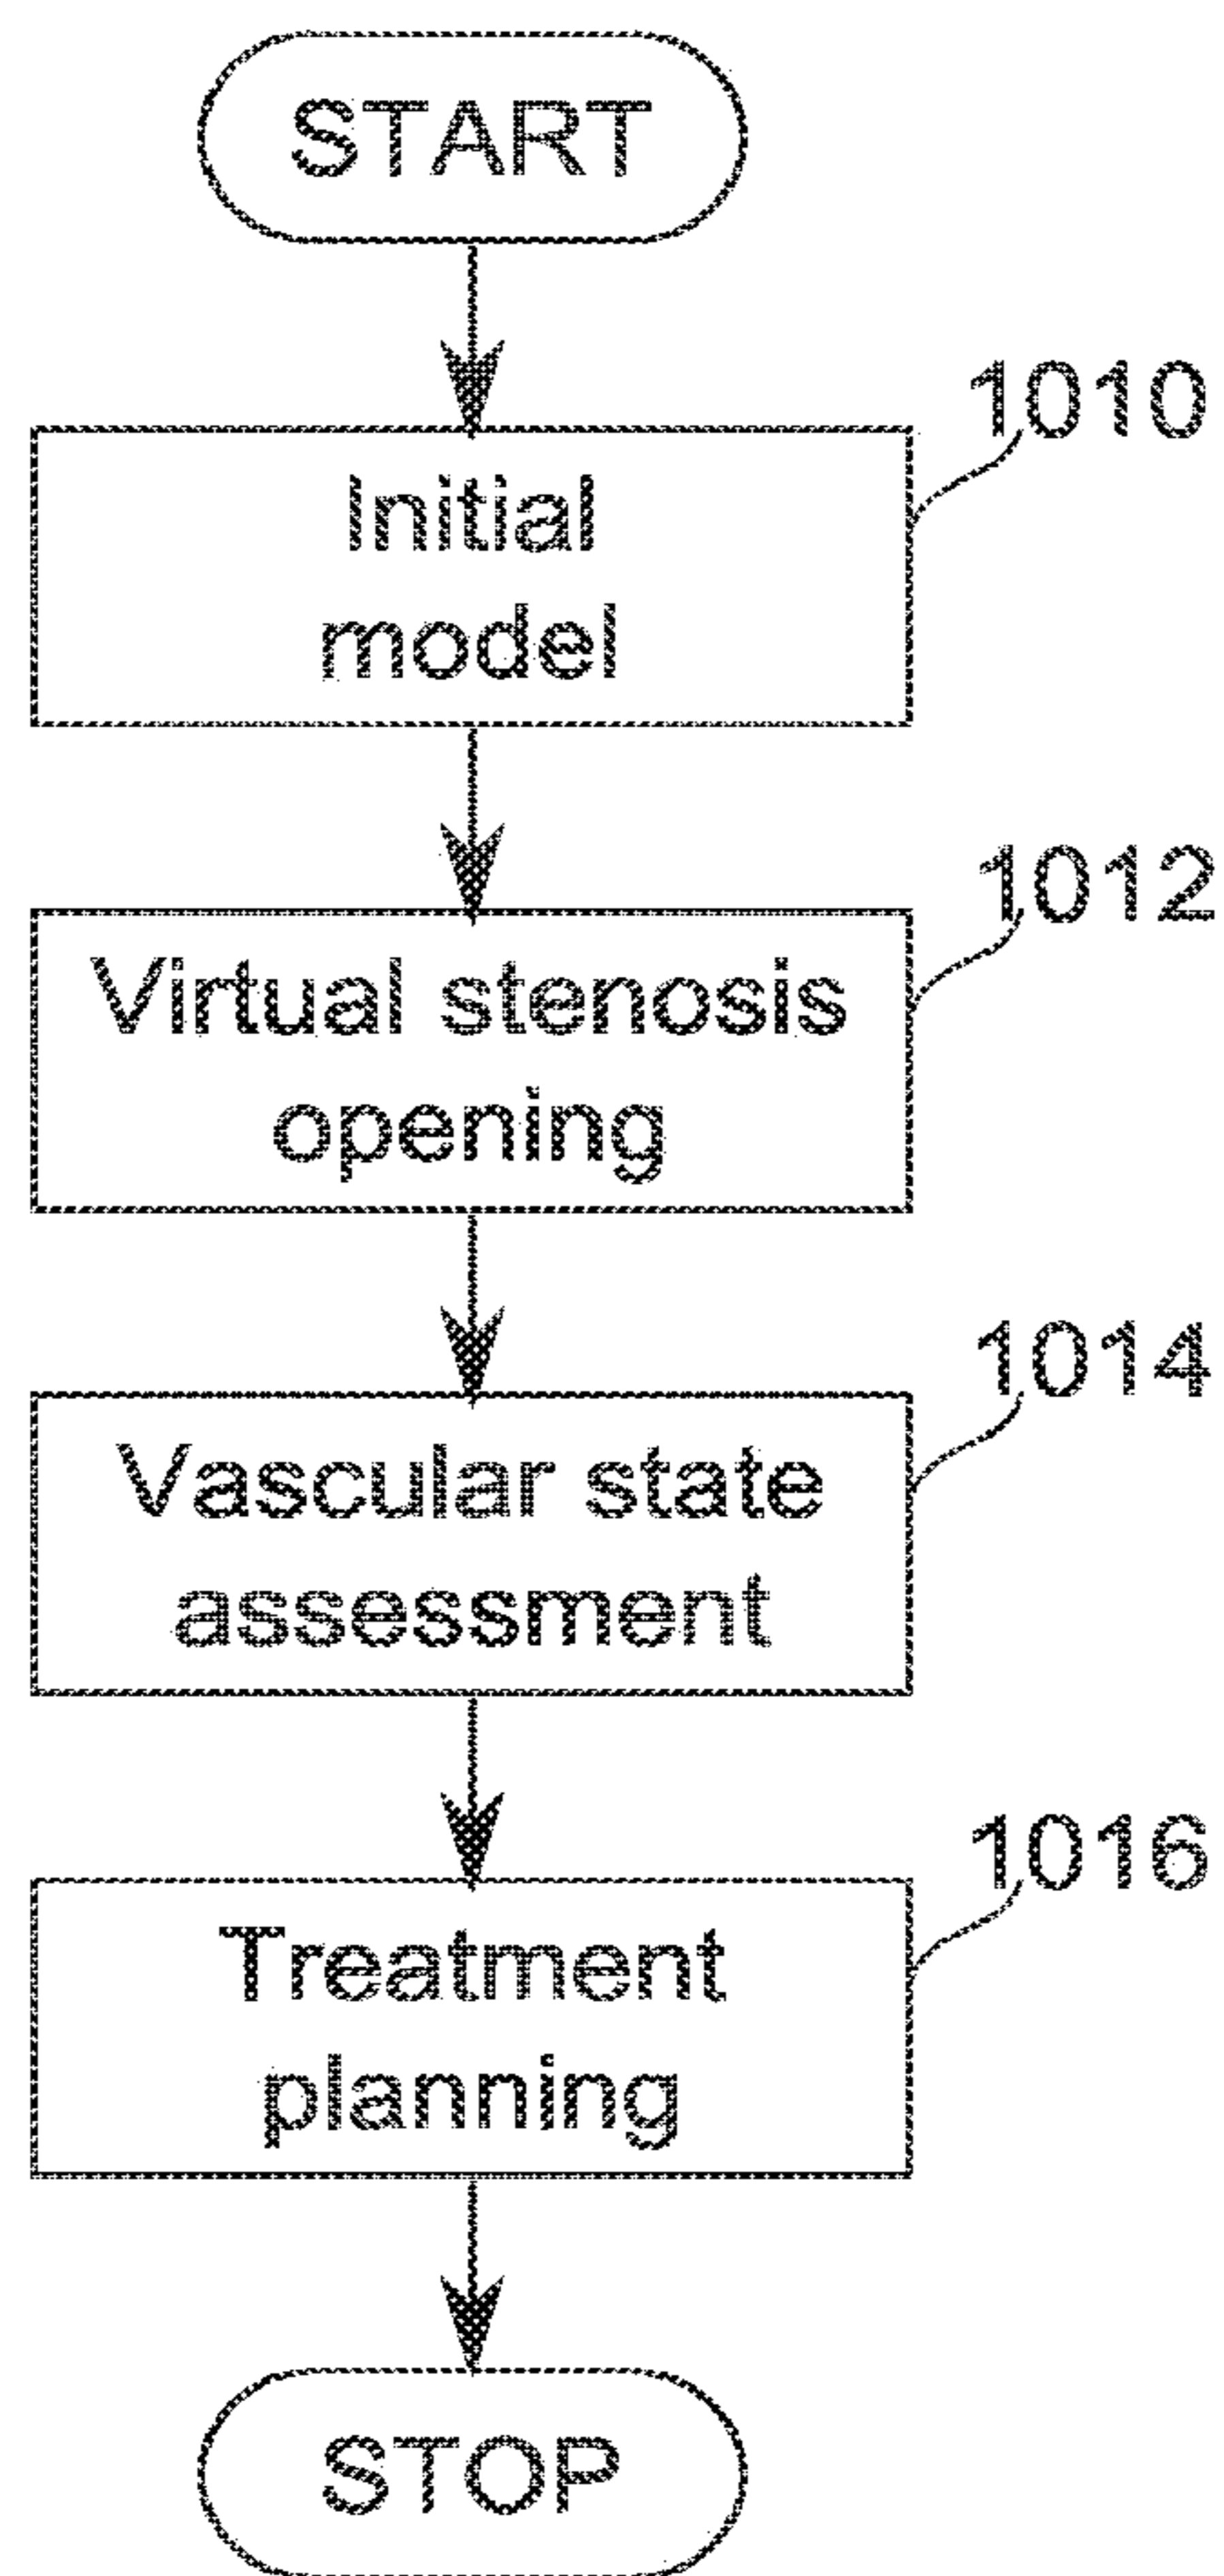 START
1010
Initial
model
1012
Virtual stenosis
opening
1014
Vascular state
assessment
1016
Treatment
planning
STOP